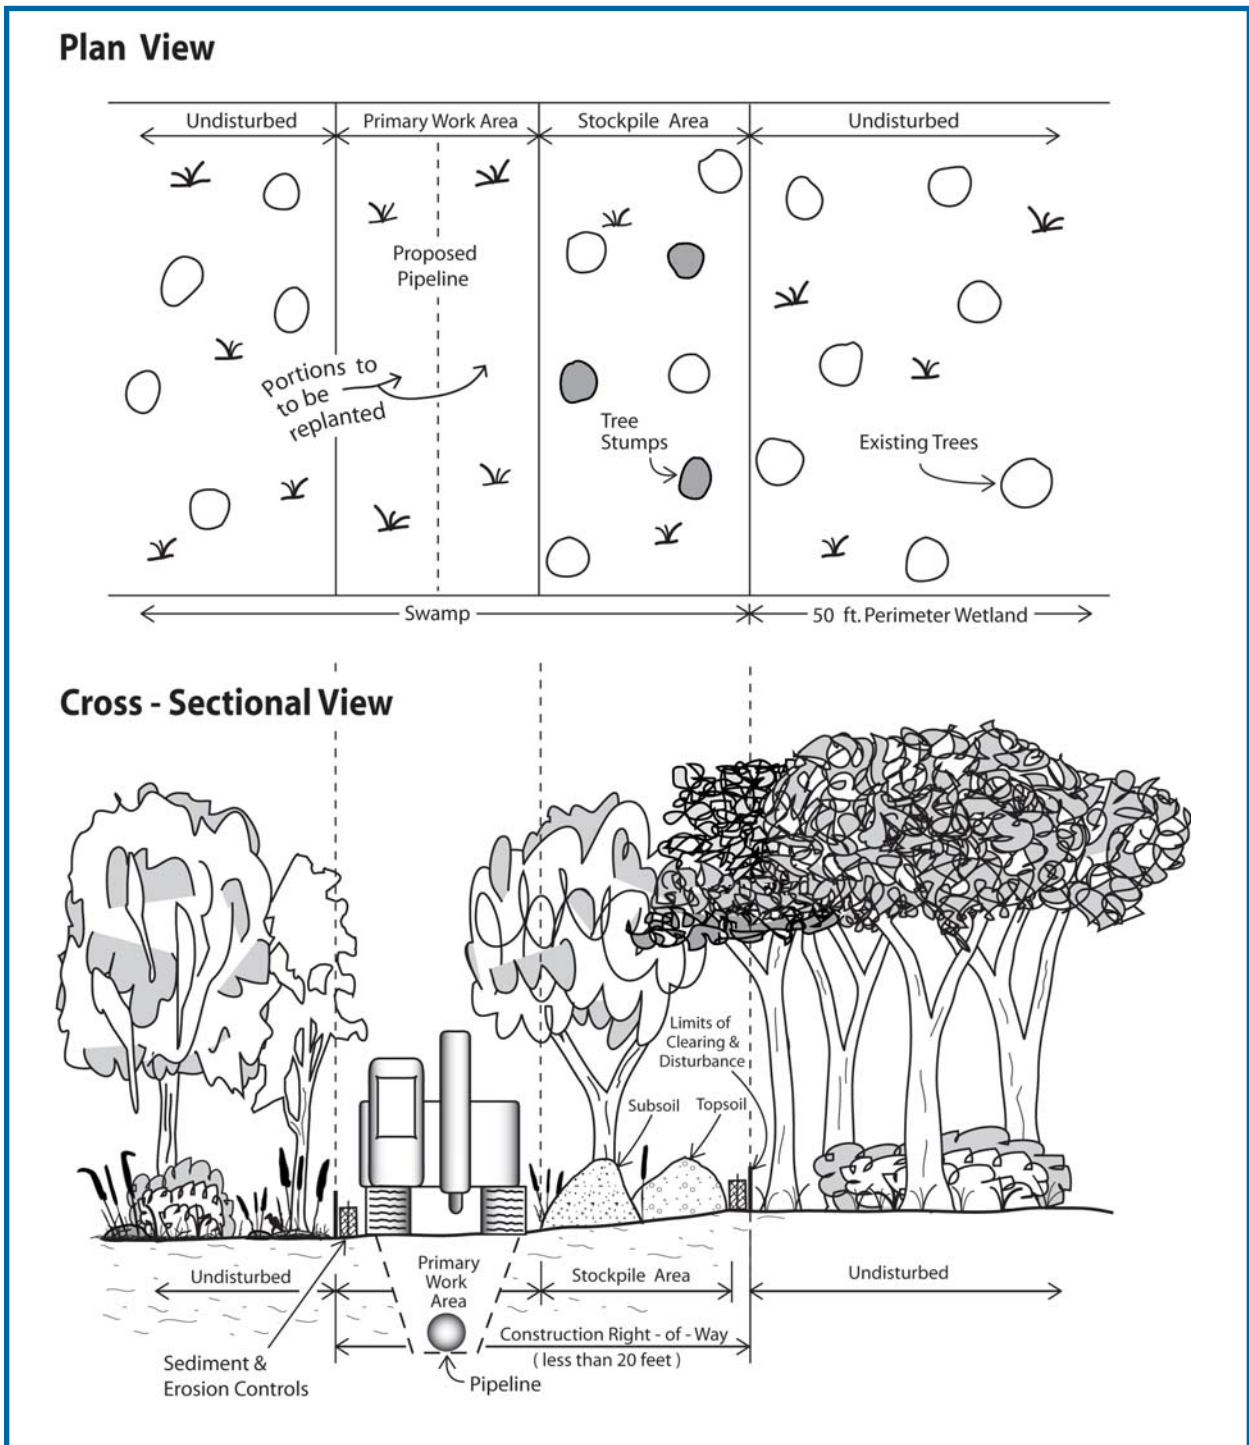 Plan View
Undisturbed
Primary Work Area
Stockpile Area
Undisturbed
Proposed
Pipeline
Portions to
to be
replanted
Tree
Stumps
Existing Trees
Swamp
50 ft. Perimeter Wetland
Cross - Sectional View
Limits of
Clearing &
Disturbance
Subsoil
Topsoil
Undisturbed
Primary
Work
Area
Stockpile Area
Undisturbed
Construction Right - of - Way
( less than 20 feet )
Sediment &
Erosion Controls
Pipeline